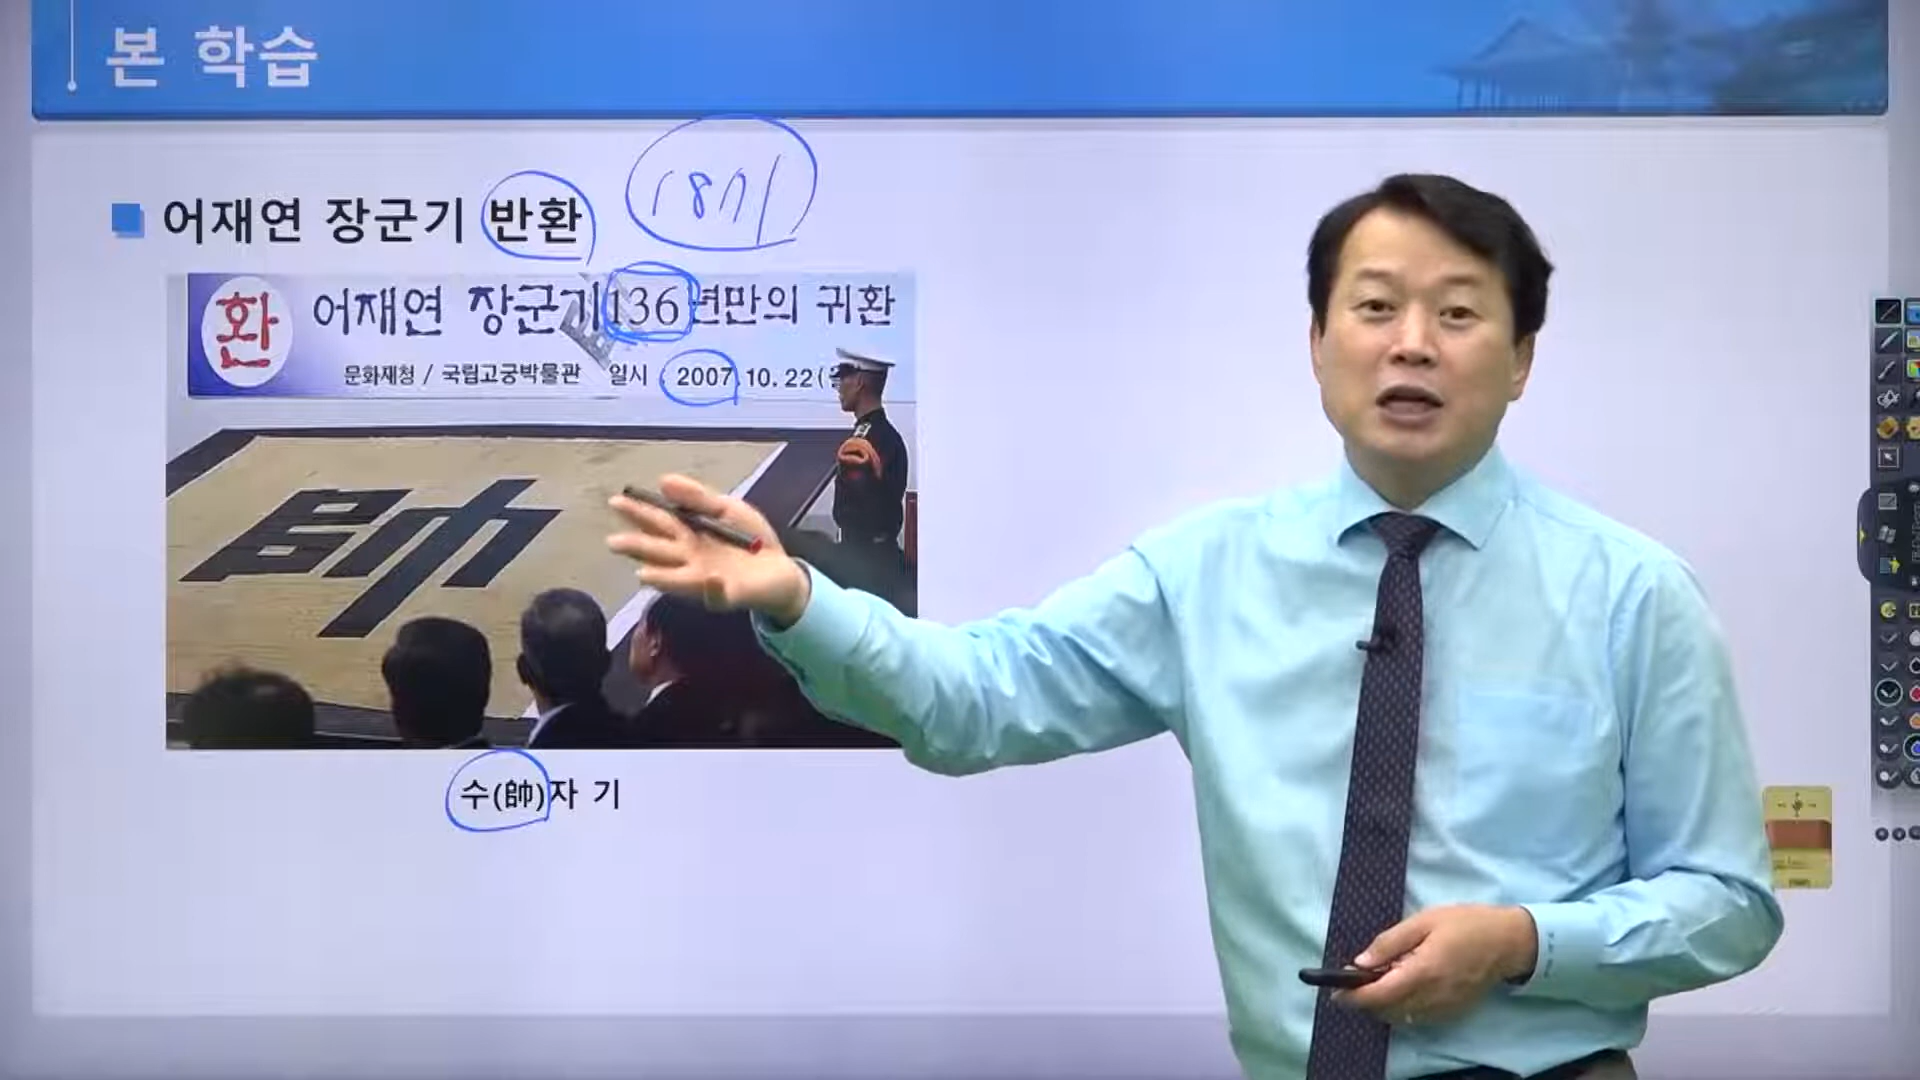 본 학습
1871
어재연 장군기 반환
환 어재연 장군기 136년만의 귀환
문화재청 / 국립고궁박물관 일시 : 2007. 10. 22(
帥
수(帥)자 기